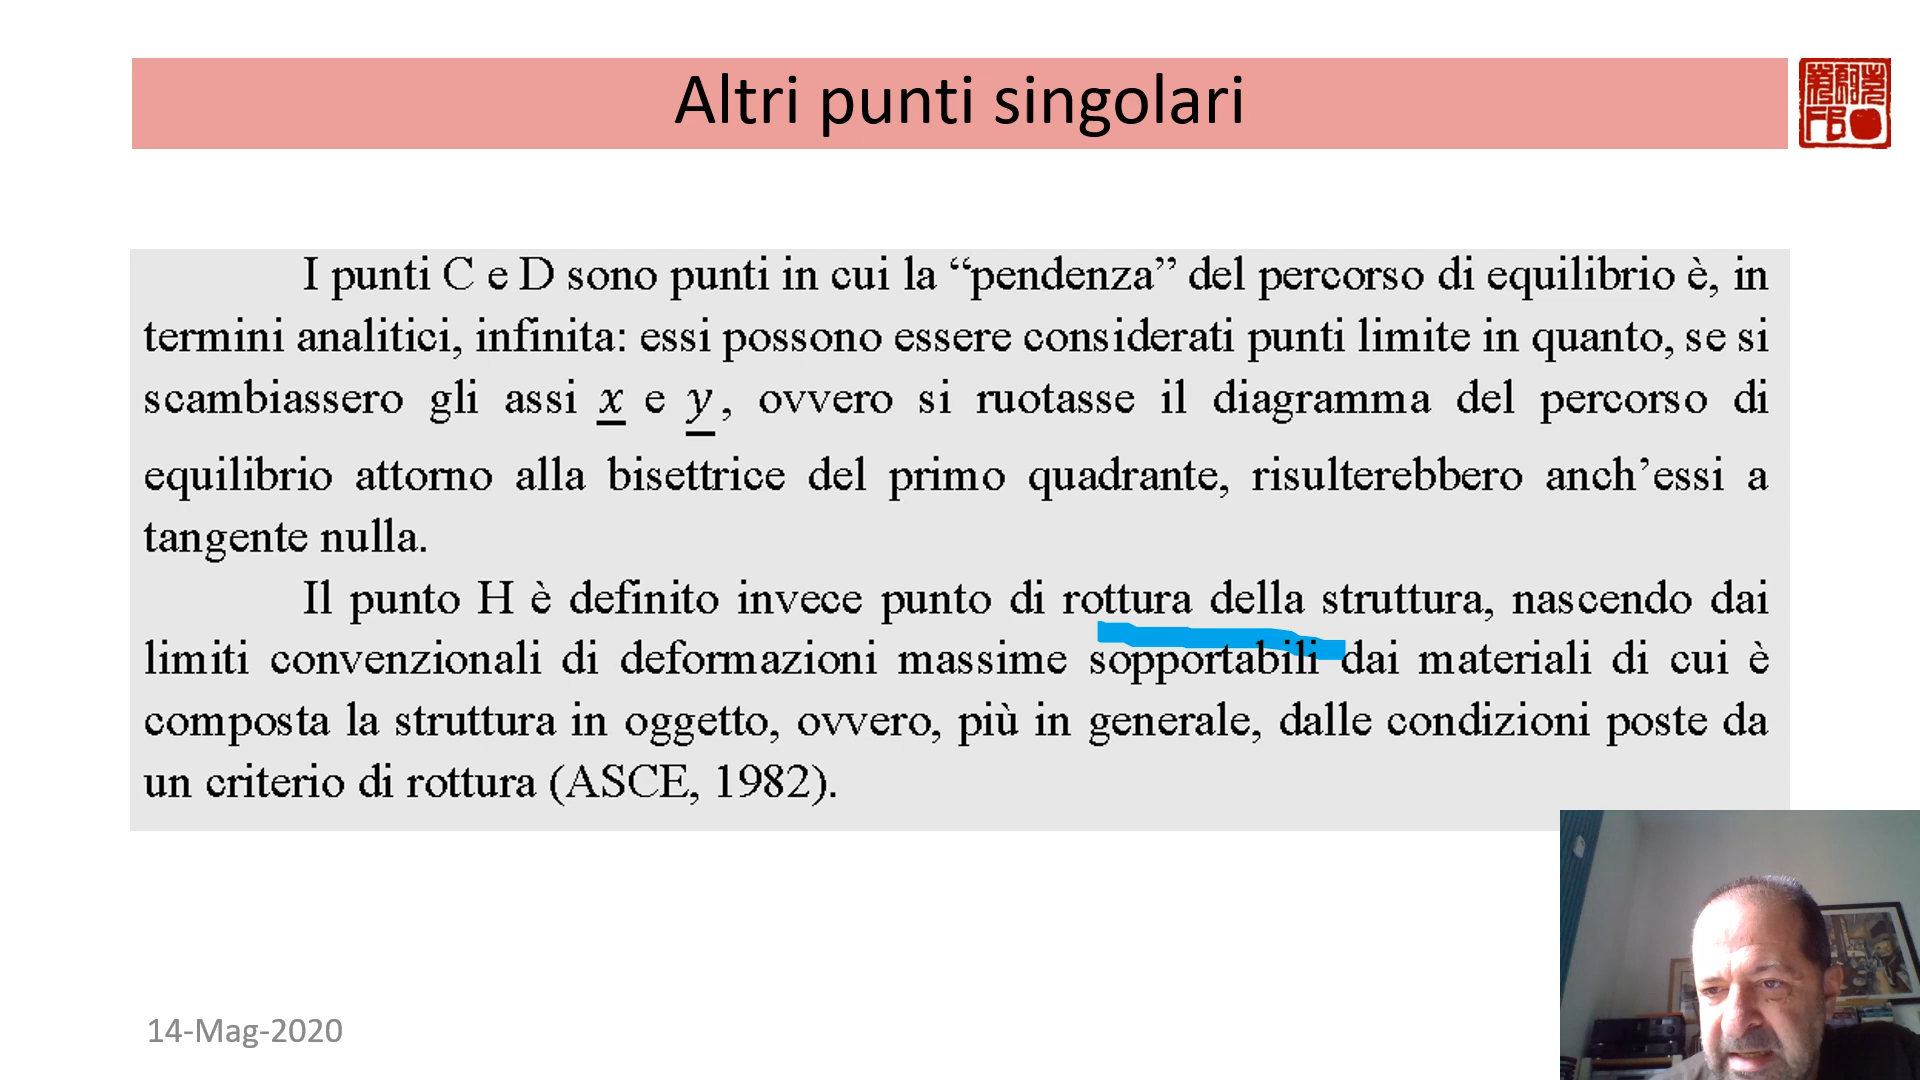 Altri punti singolari
FB
I punti C e D sono punti in cui la “pendenza” del percorso di equilibrio è, in
termini analitici, infinita: essi possono essere considerati punti limite in quanto, se si
scambiassero gli assi x e y, ovvero si ruotasse il diagramma del percorso di
equilibrio attorno alla bisettrice del primo quadrante, risulterebbero anch’essi a
tangente nulla.
Il punto H è definito invece punto di rottura della struttura, nascendo dai
limiti convenzionali di deformazioni massime sopportabili dai materiali di cui è
composta la struttura in oggetto, ovvero, più in generale, dalle condizioni poste da
un criterio di rottura (ASCE, 1982).
14-Mag-2020